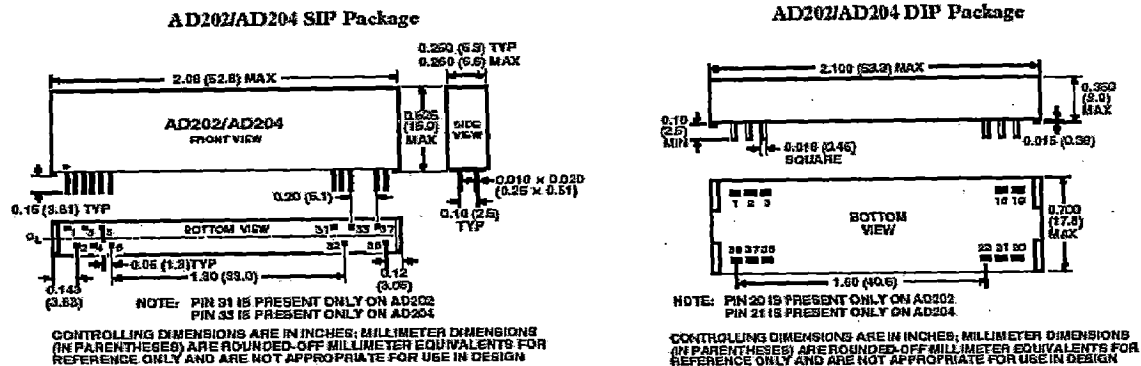 AD202/AD204 SIP Package
0.250 (6.3) TYP
0.260 (6.6) MAX
2.08 (52.8) MAX
AD202/AD204
FRONT VIEW
0.625
(15.9)
MAX
SIDE
VIEW
0.15 (3.81) TYP
0.20 (5.1)
0.010 × 0.020
(0.25 × 0.51)
0.10 (2.5)
TYP
BOTTOM VIEW
1 3 5 31 33 37
2 4 6 32 38
0.05 (1.3) TYP
1.30 (33.0)
0.143
(3.63)
0.12
(3.05)
NOTE: PIN 31 IS PRESENT ONLY ON AD202
PIN 33 IS PRESENT ONLY ON AD204
CONTROLLING DIMENSIONS ARE IN INCHES; MILLIMETER DIMENSIONS
(IN PARENTHESES) ARE ROUNDED-OFF MILLIMETER EQUIVALENTS FOR
REFERENCE ONLY AND ARE NOT APPROPRIATE FOR USE IN DESIGN
AD202/AD204 DIP Package
2.100 (53.3) MAX
0.350
(8.9)
MAX
0.10
(2.5)
MIN
0.018 (0.46)
SQUARE
0.015 (0.38)
1 2 3 18 19
BOTTOM
VIEW
0.700
(17.8)
MAX
38 37 36 22 21 20
1.60 (40.6)
NOTE: PIN 20 IS PRESENT ONLY ON AD202
PIN 21 IS PRESENT ONLY ON AD204
CONTROLLING DIMENSIONS ARE IN INCHES; MILLIMETER DIMENSIONS
(IN PARENTHESES) ARE ROUNDED-OFF MILLIMETER EQUIVALENTS FOR
REFERENCE ONLY AND ARE NOT APPROPRIATE FOR USE IN DESIGN